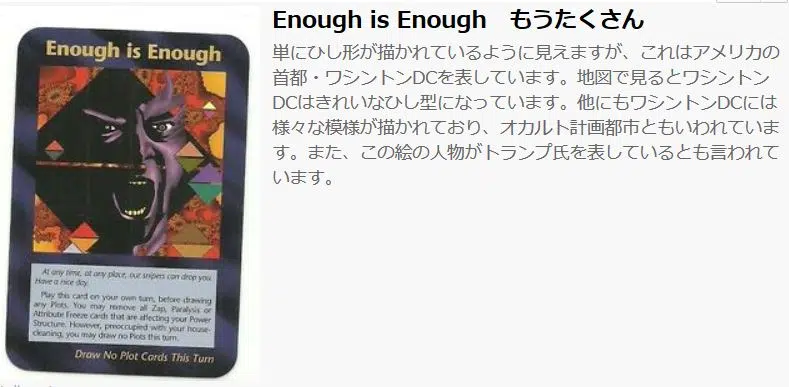 Enough is Enough
At any time, at any place, our snipers can drop you.
Have a nice day.
Play this card on your own turn, before drawing
any Plots. You may remove all Zap, Paralysis or
Attribute Freeze cards that are affecting your Power
Structure. However, preoccupied with your house-
cleaning, you may draw no Plots this turn.
Draw No Plot Cards This Turn
Enough is Enough　もうたくさん
単にひし形が描かれているように見えますが、これはアメリカの
首都・ワシントンDCを表しています。地図で見るとワシントン
DCはきれいなひし型になっています。他にもワシントンDCには
様々な模様が描かれており、オカルト計画都市ともいわれていま
す。また、この絵の人物がトランプ氏を表しているとも言われて
います。